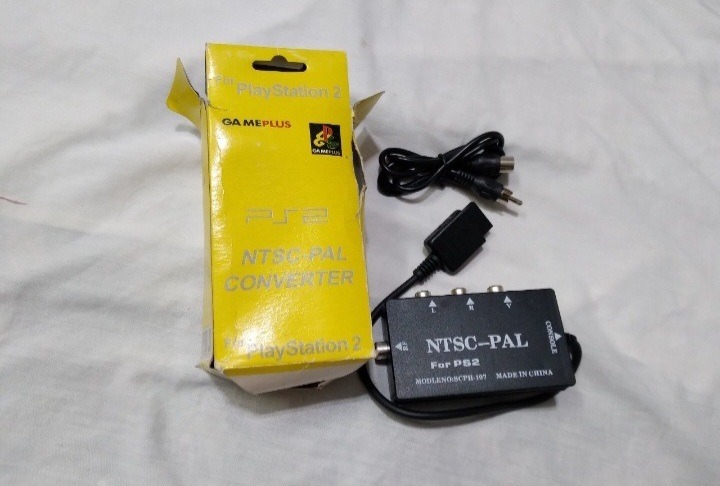 For PlayStation 2
GAMEPLUS
GAMEPLUS
PS2
NTSC-PAL
CONVERTER
For PlayStation 2
L
R
V
CONSOLE
NTSC-PAL
For PS2
MODLENO:SCPH-107 MADE IN CHINA